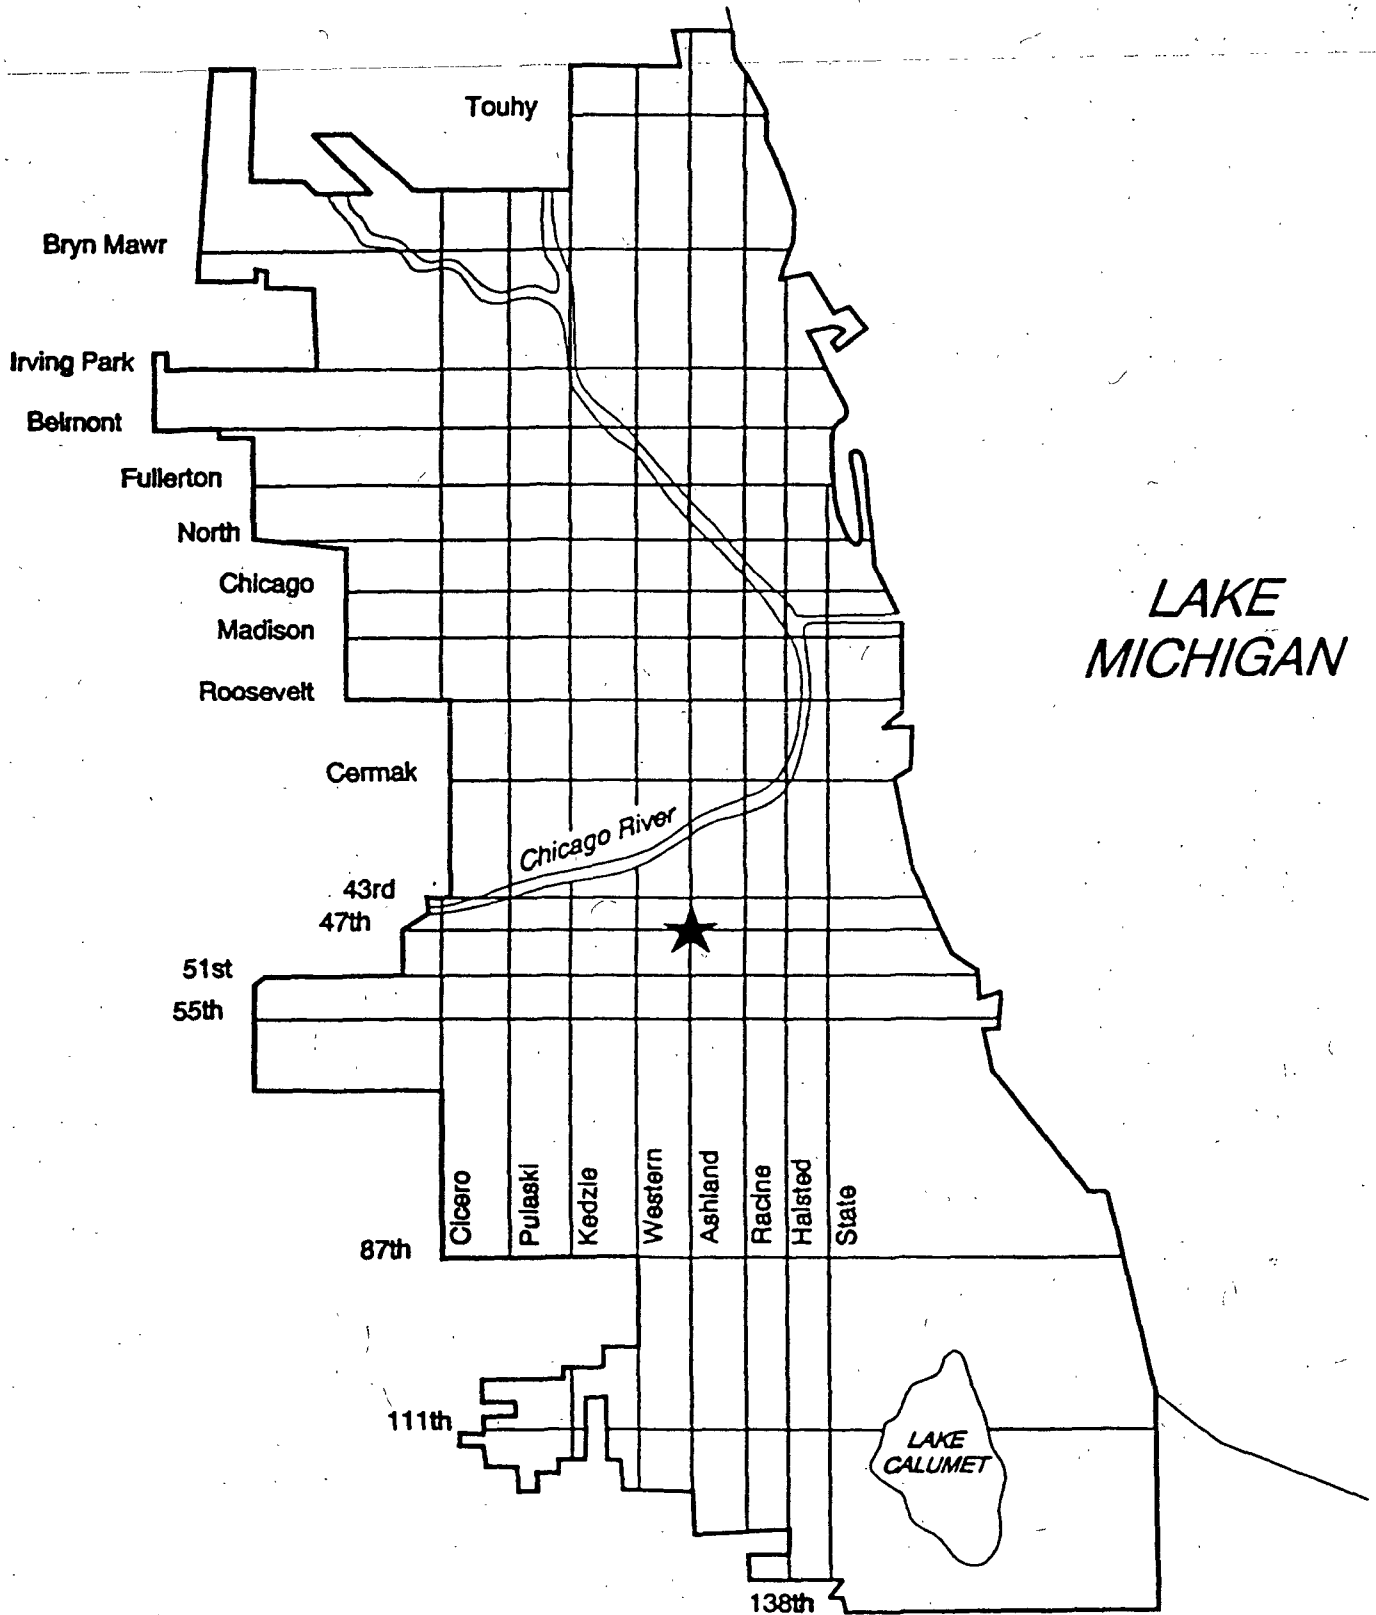 Touhy
Bryn Mawr
Irving Park
Belmont
Fullerton
North
Chicago
Madison
Roosevelt
LAKE
MICHIGAN
Cermak
Chicago River
43rd
47th
51st
55th
Cicero
Pulaski
Kedzie
Western
Ashland
Racine
Halsted
State
87th
111th
LAKE
CALUMET
138th